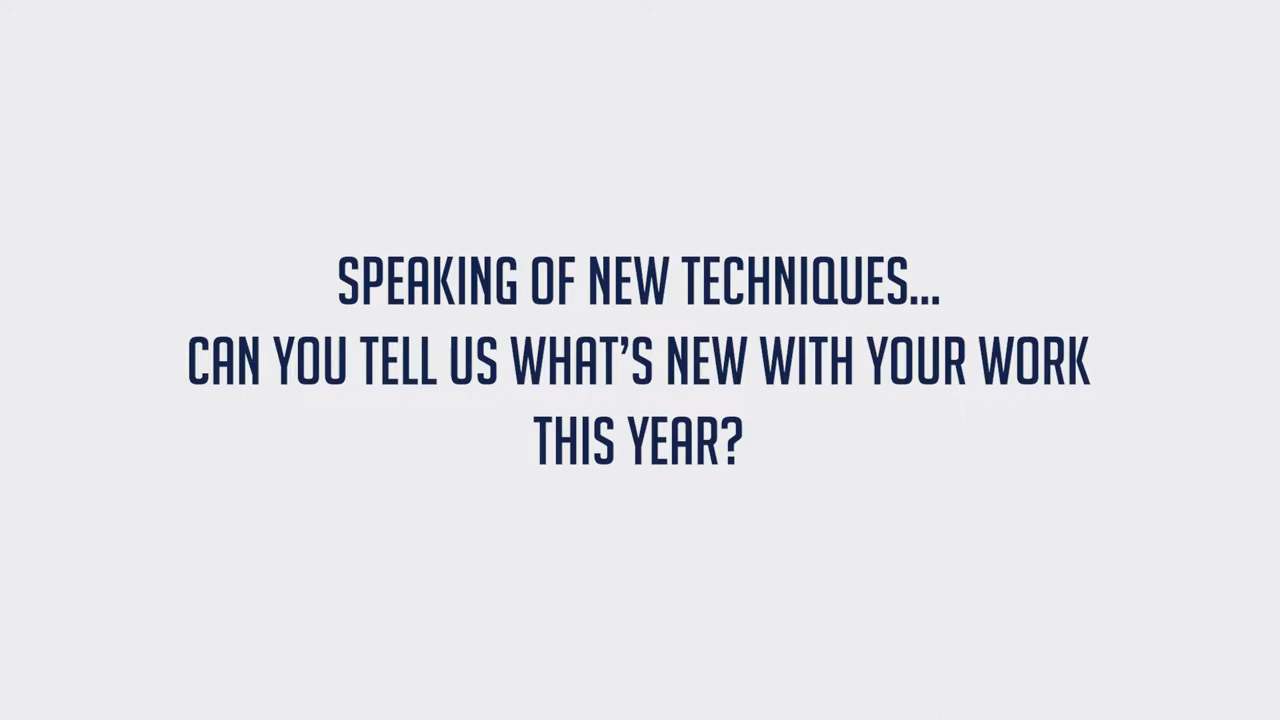 SPEAKING OF NEW TECHNIQUES...
CAN YOU TELL US WHAT'S NEW WITH YOUR WORK
THIS YEAR?